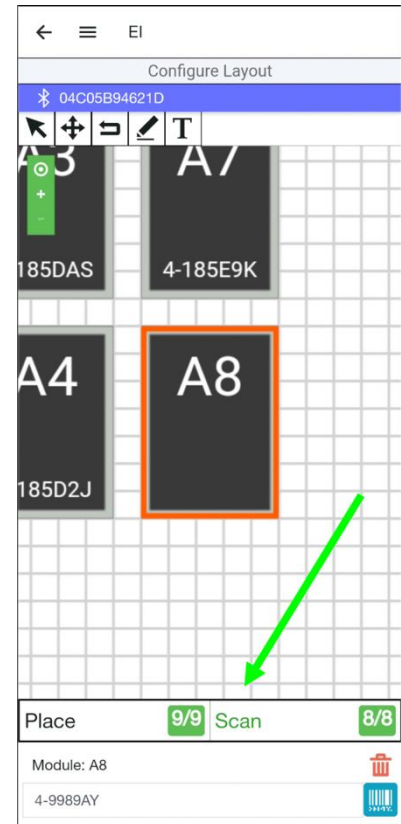 EI
Configure Layout
04C05B94621D
T
A3 A7
185DAS 4-185E9K
A4 A8
185D2J
Place 9/9 Scan 8/8
Module: A8
4-9989AY